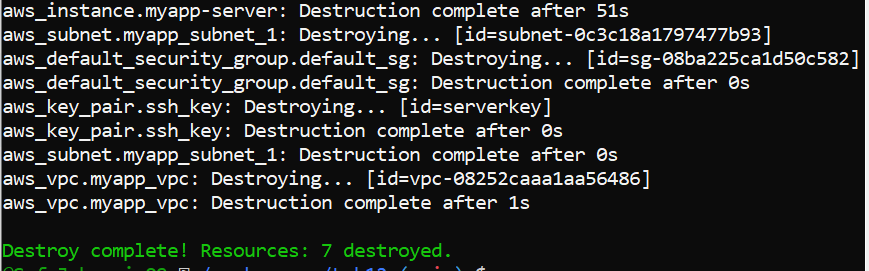 aws_instance.myapp-server: Destruction complete after 51s
aws_subnet.myapp_subnet_1: Destroying... [id=subnet-0c3c18a1797477b93]
aws_default_security_group.default_sg: Destroying... [id=sg-08ba225ca1d50c582]
aws_default_security_group.default_sg: Destruction complete after 0s
aws_key_pair.ssh_key: Destroying... [id=serverkey]
aws_key_pair.ssh_key: Destruction complete after 0s
aws_subnet.myapp_subnet_1: Destruction complete after 0s
aws_vpc.myapp_vpc: Destroying... [id=vpc-08252caaa1aa56486]
aws_vpc.myapp_vpc: Destruction complete after 1s
Destroy complete! Resources: 7 destroyed.